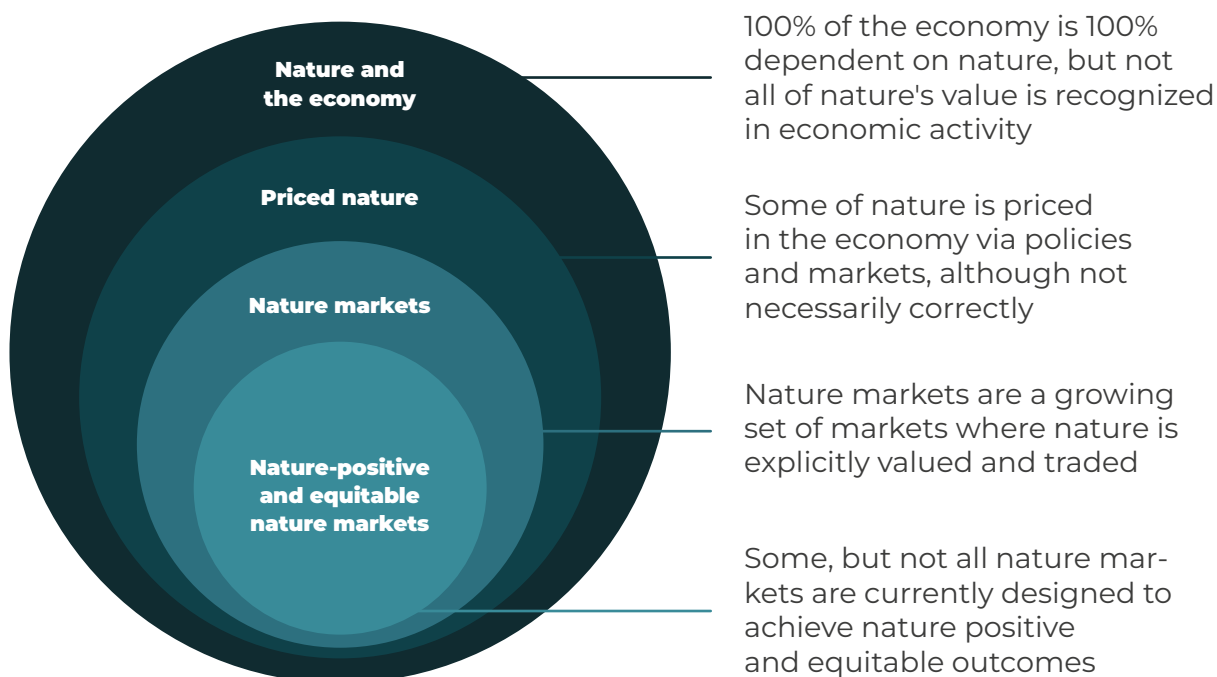 Nature and
the economy
100% of the economy is 100%
dependent on nature, but not
all of nature's value is recognized
in economic activity
Priced nature
Some of nature is priced
in the economy via policies
and markets, although not
necessarily correctly
Nature markets
Nature markets are a growing
set of markets where nature is
explicitly valued and traded
Nature-positive
and equitable
nature markets
Some, but not all nature mar-
kets are currently designed to
achieve nature positive
and equitable outcomes